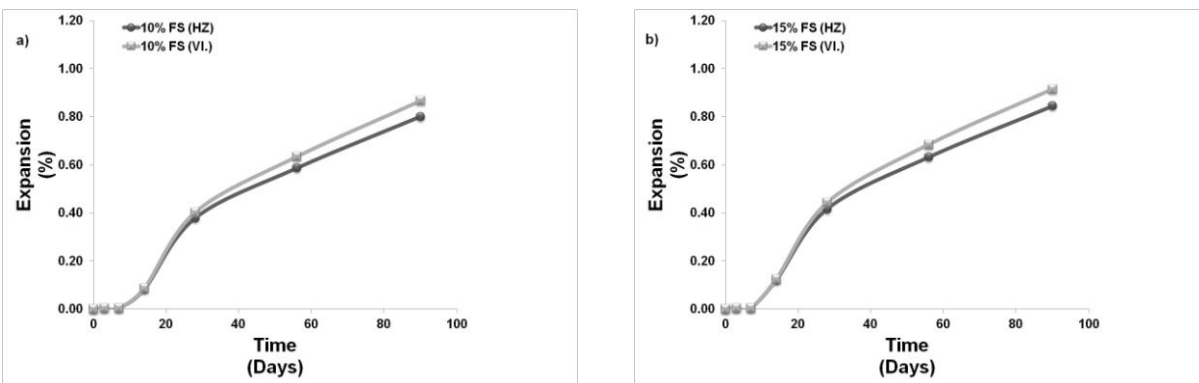 a)
10% FS (HZ)
10% FS (VI.)
1.20
1.00
0.80
0.60
0.40
0.20
0.00
Expansion
(%)
0 20 40 60 80 100
Time
(Days)
b)
15% FS (HZ)
15% FS (VI.)
1.20
1.00
0.80
0.60
0.40
0.20
0.00
Expansion
(%)
0 20 40 60 80 100
Time
(Days)